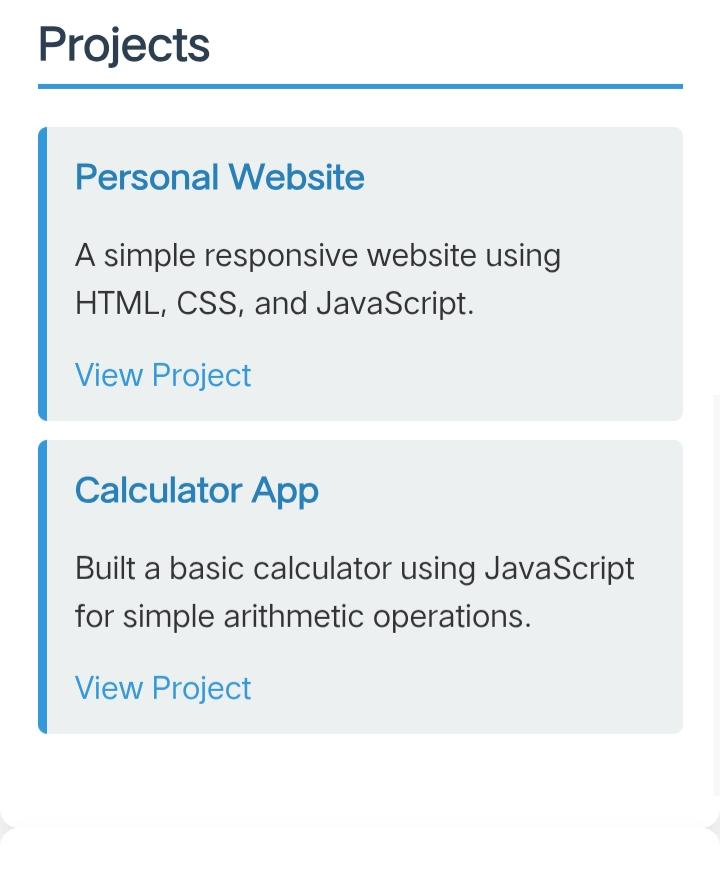 Projects
Personal Website
A simple responsive website using
HTML, CSS, and JavaScript.
View Project
Calculator App
Built a basic calculator using JavaScript
for simple arithmetic operations.
View Project